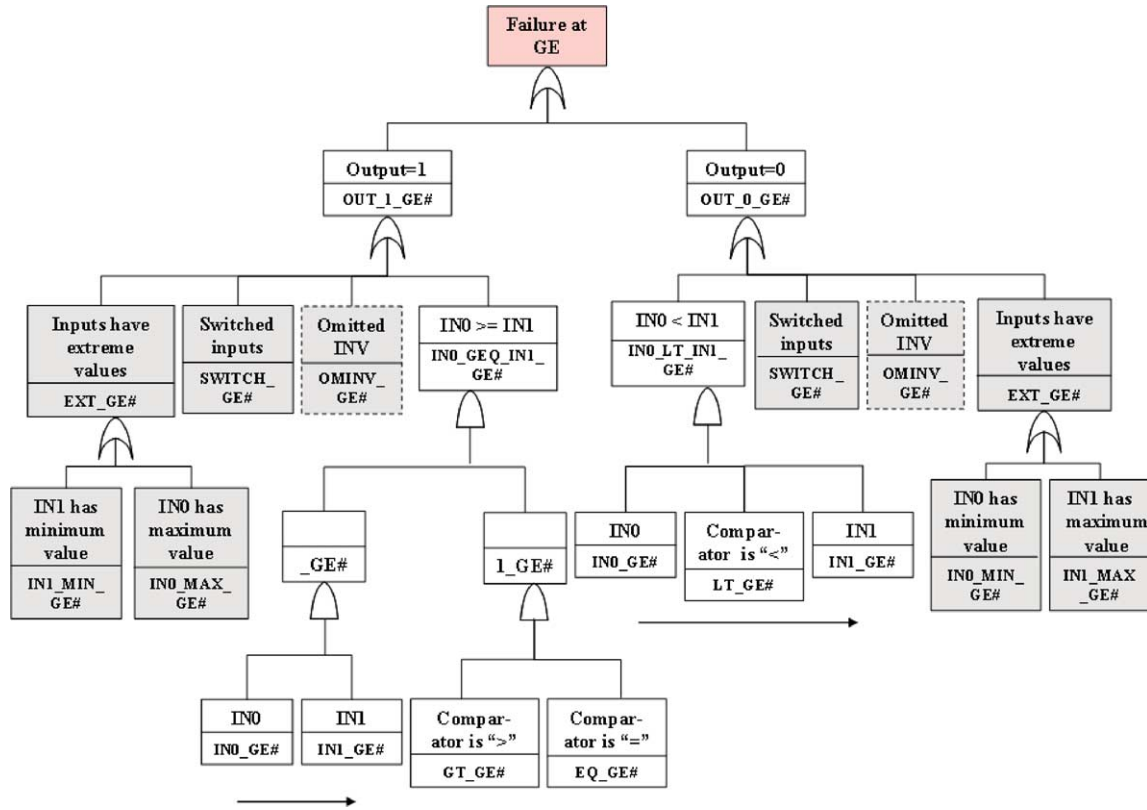 Failure at
GE
Output=1
OUT_1_GE#
Output=0
OUT_0_GE#
Inputs have
extreme
values
EXT_GE#
Switched
inputs
SWITCH_
GE#
Omitted
INV
OMINV_
GE#
IN0 >= IN1
IN0_GEQ_IN1_
GE#
IN0 < IN1
IN0_LT_IN1_
GE#
Switched
inputs
SWITCH_
GE#
Omitted
INV
OMINV_
GE#
Inputs have
extreme
values
EXT_GE#
IN1 has
minimum
value
IN1_MIN_
GE#
IN0 has
maximum
value
IN0_MAX_
GE#
_GE#
1_GE#
IN0
IN0_GE#
Compar-
ator is “<”
LT_GE#
IN1
IN1_GE#
IN0 has
minimum
value
IN0_MIN_
GE#
IN1 has
maximum
value
IN1_MAX
_GE#
IN0
IN0_GE#
IN1
IN1_GE#
Compar-
ator is “>”
GT_GE#
Compar-
ator is “=”
EQ_GE#